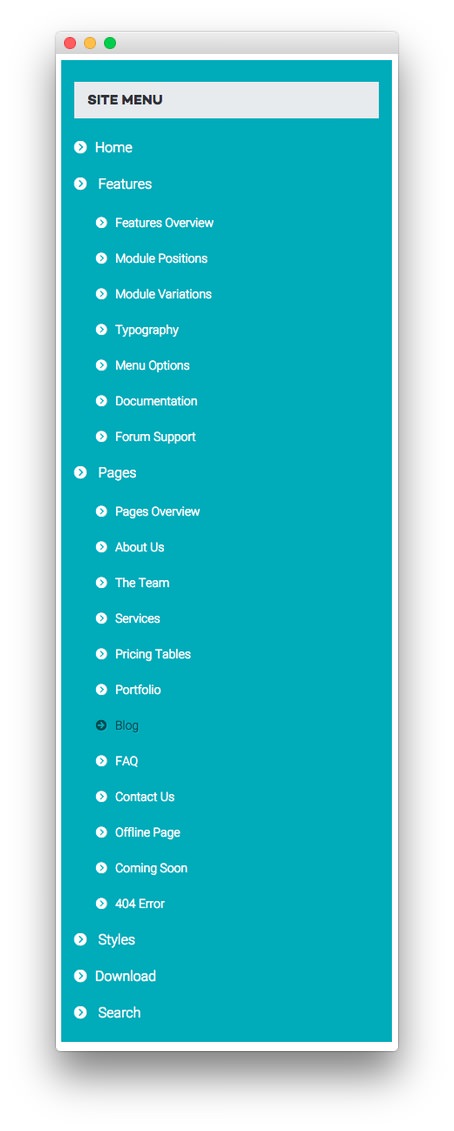 SITE MENU
Home
Features
Features Overview
Module Positions
Module Variations
Typography
Menu Options
Documentation
Forum Support
Pages
Pages Overview
About Us
The Team
Services
Pricing Tables
Portfolio
Blog
FAQ
Contact Us
Offline Page
Coming Soon
404 Error
Styles
Download
Search